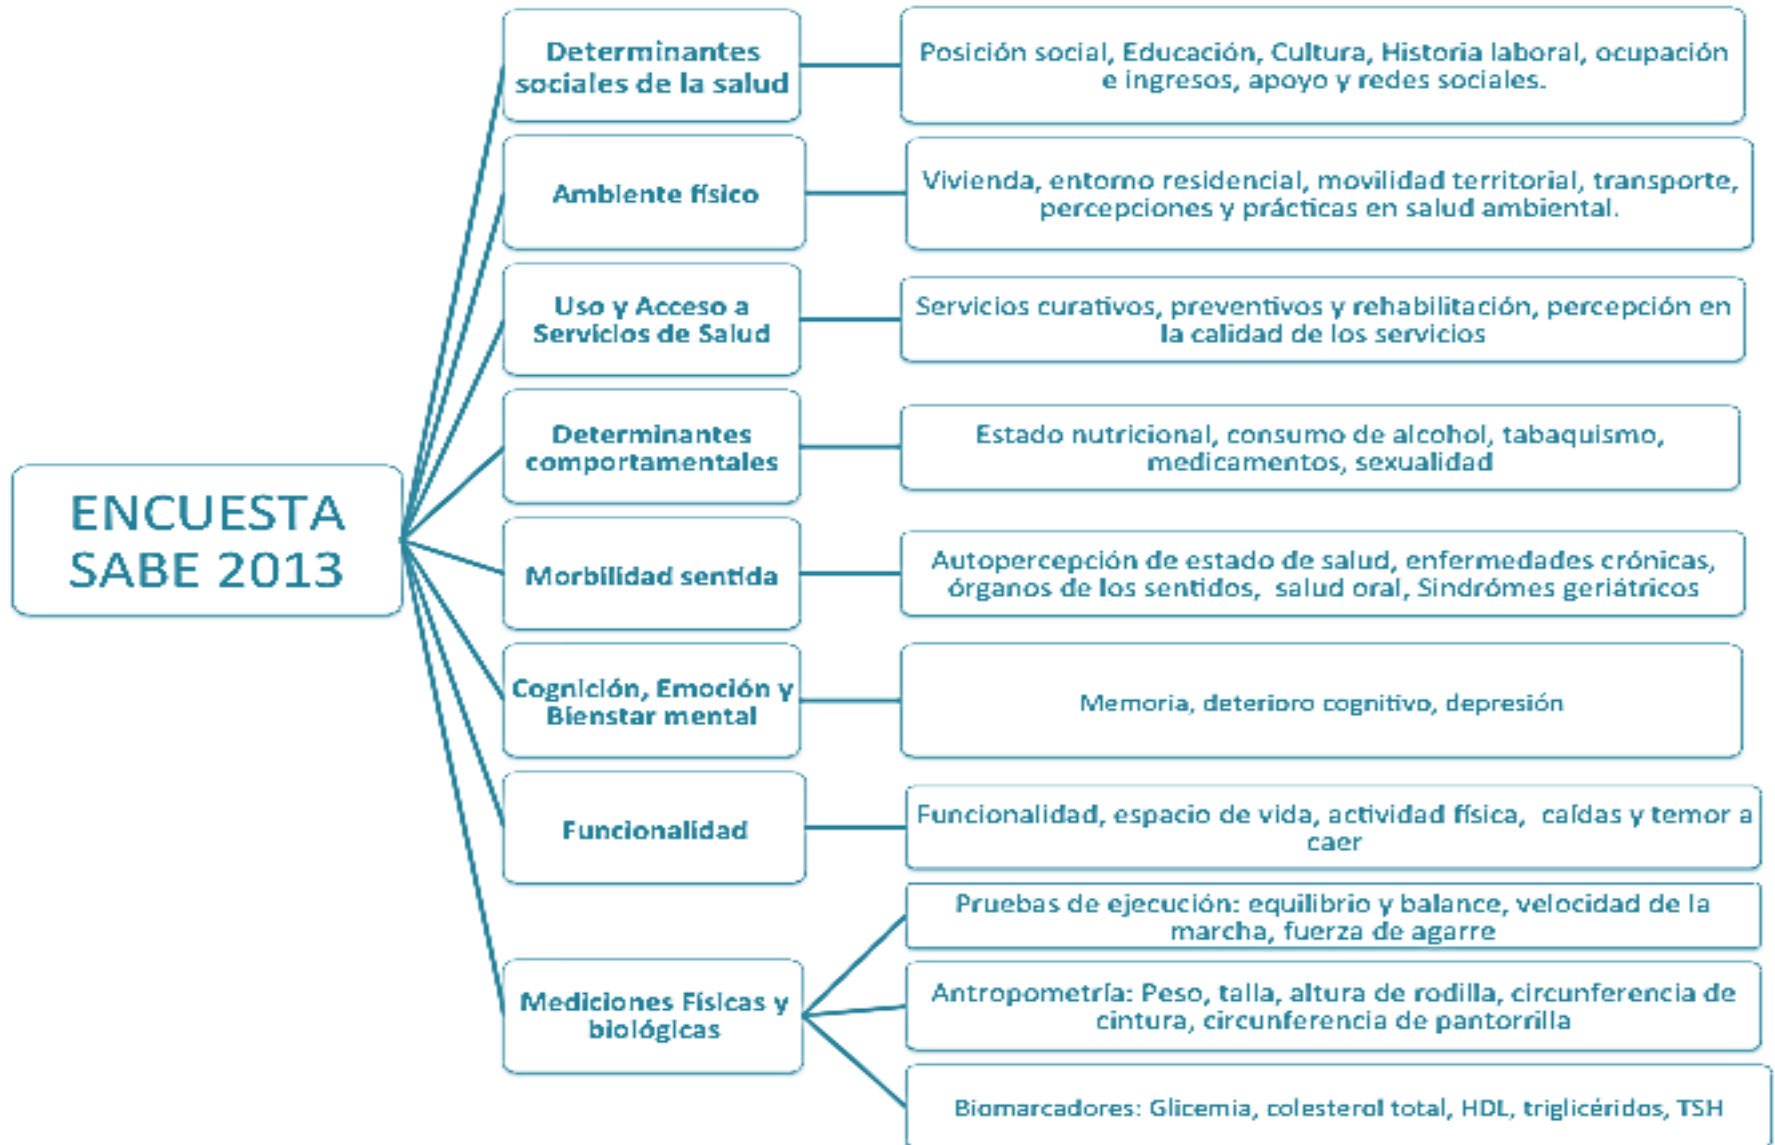 ENCUESTA
SABE 2013
Determinantes
sociales de la salud
Posición social, Educación, Cultura, Historia laboral, ocupación
e ingresos, apoyo y redes sociales.
Ambiente físico
Vivienda, entorno residencial, movilidad territorial, transporte,
percepciones y prácticas en salud ambiental.
Uso y Acceso a
Servicios de Salud
Servicios curativos, preventivos y rehabilitación, percepción en
la calidad de los servicios
Determinantes
comportamentales
Estado nutricional, consumo de alcohol, tabaquismo,
medicamentos, sexualidad
Morbilidad sentida
Autopercepción de estado de salud, enfermedades crónicas,
órganos de los sentidos, salud oral, Sindrómes geriátricos
Cognición, Emoción y
Bienstar mental
Memoria, deterioro cognitivo, depresión
Funcionalidad
Funcionalidad, espacio de vida, actividad física, caídas y temor a
caer
Mediciones Físicas y
biológicas
Pruebas de ejecución: equilibrio y balance, velocidad de la
marcha, fuerza de agarre
Antropometría: Peso, talla, altura de rodilla, circunferencia de
cintura, circunferencia de pantorrilla
Biomarcadores: Glicemia, colesterol total, HDL, triglicéridos, TSH